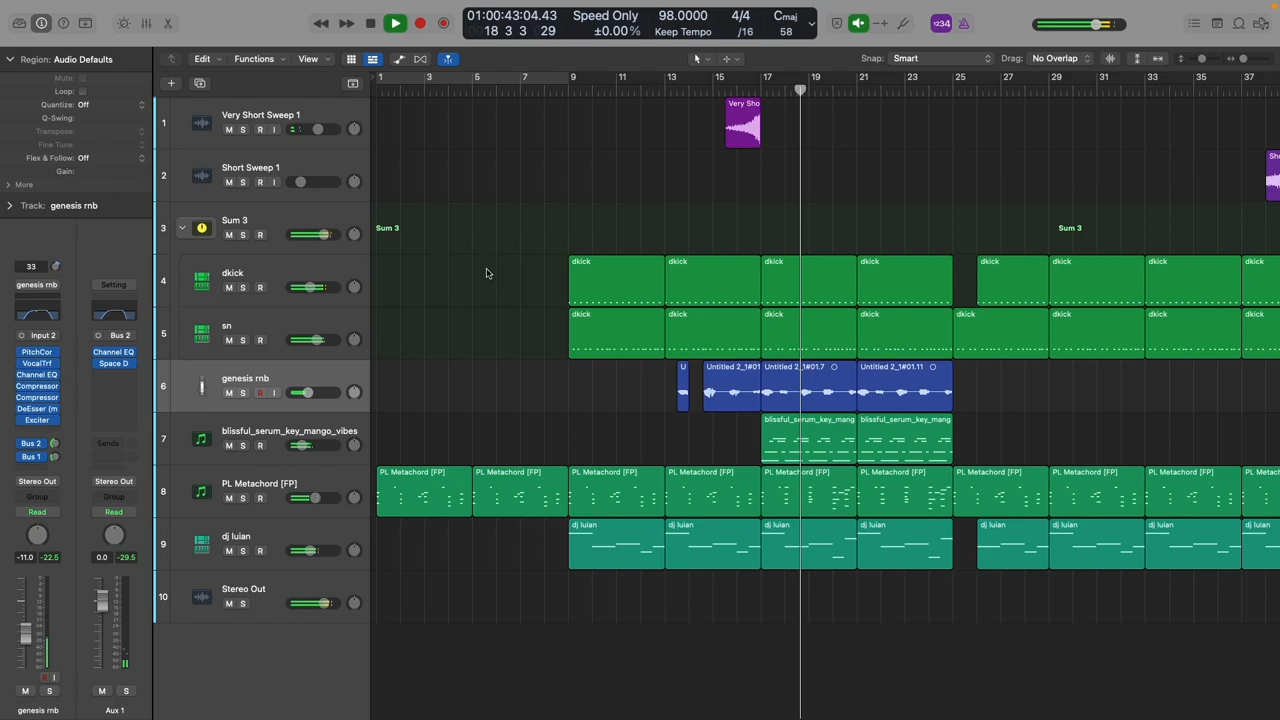 1234
01:00:43:04.43
18 3 3 29
Speed Only
±0.00%
98.0000
Keep Tempo
4/4
/16
Cmaj
58
Region: Audio Defaults
Mute:
Loop:
Quantize: Off
Q-Swing:
Transpose:
Fine Tune:
Flex & Follow: Off
Gain:
More
Track: genesis rnb
Edit
Functions
View
Snap: Smart
Drag: No Overlap
1 3 5 7 9 11 13 15 17 19 21 23 25 27 29 31 33 35 37
1
Very Short Sweep 1
M S R I
Very Sho
2
Short Sweep 1
M S R I
Sho
3
Sum 3
M S R
Sum 3
Sum 3
4
dkick
M S R
dkick dkick dkick dkick dkick dkick dkick dkick
5
sn
M S R
dkick dkick dkick dkick dkick dkick dkick dkick
6
genesis rnb
M S R I
U
Untitled 2_1#01
Untitled 2_1#01.7
Untitled 2_1#01.11
7
blissful_serum_key_mango_vibes
M S R
blissful_serum_key_mang
blissful_serum_key_mang
8
PL Metachord [FP]
M S R
PL Metachord [FP] PL Metachord [FP] PL Metachord [FP] PL Metachord [FP] PL Metachord [FP] PL Metachord [FP] PL Metachord [FP] PL Metachord [FP] PL Metachord [FP] PL Metac
9
dj luian
M S R
dj luian dj luian dj luian dj luian dj luian dj luian dj luian dj luian
10
Stereo Out
M S
33
genesis rnb
Input 2
PitchCor
VocalTrf
Channel EQ
Compressor
Compressor
DeEsser (m
Exciter
Bus 2
Bus 1
Stereo Out
Group
Read
-11.0 -22.5
R I
M S
genesis rnb
Setting
Bus 2
Channel EQ
Space D
Sends
Stereo Out
Group
Read
0.0 -29.5
M S
Aux 1